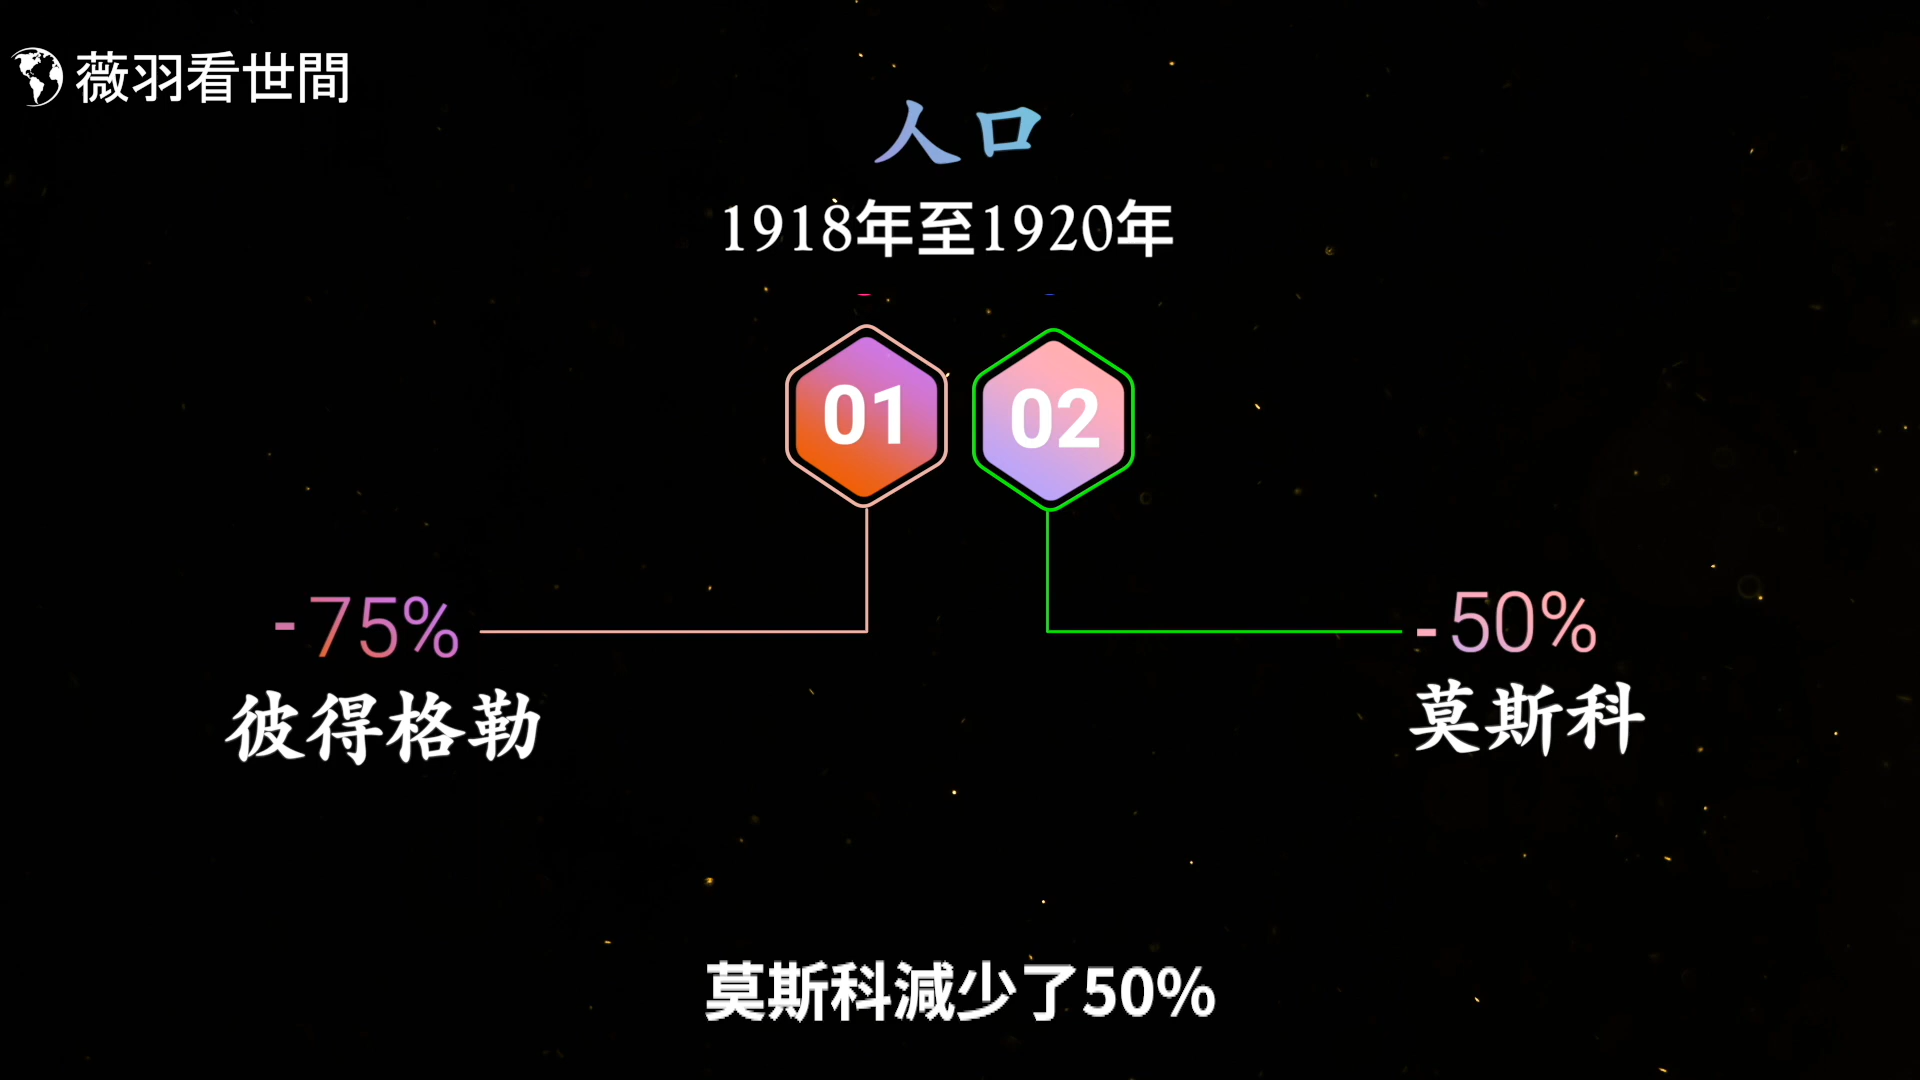 薇羽看世間
人口
1918年至1920年
01
02
-75%
彼得格勒
-50%
莫斯科
莫斯科減少了50%